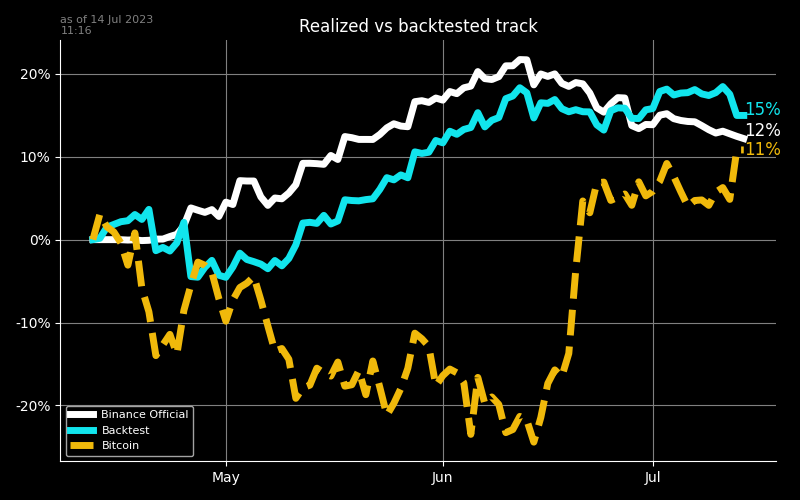 as of 14 Jul 2023
11:16
Realized vs backtested track
20%
10%
0%
-10%
-20%
15%
12%
11%
Binance Official
Backtest
Bitcoin
May
Jun
Jul